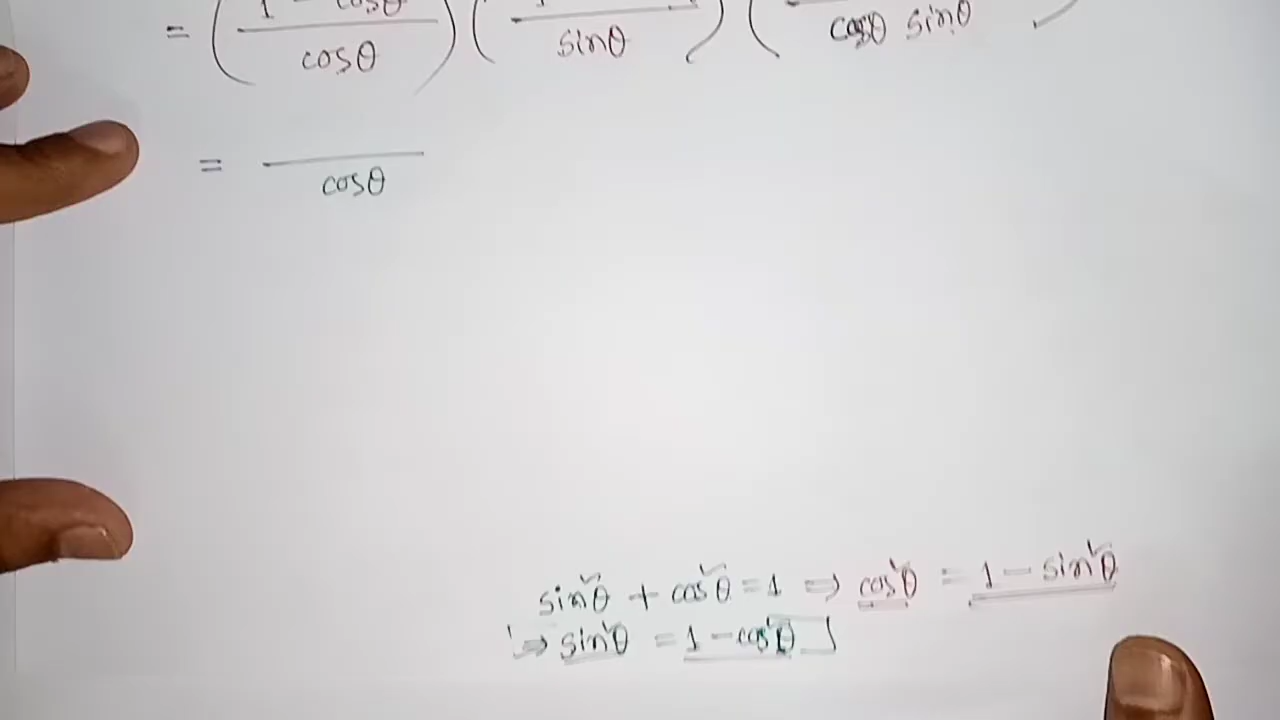 = (1 - cosθ / cosθ) ( / sinθ) ( / cosθ sinθ)
= / cosθ
sin²θ + cos²θ = 1 ⇒ cos²θ = 1 - sin²θ
⇒ sin²θ = 1 - cos²θ